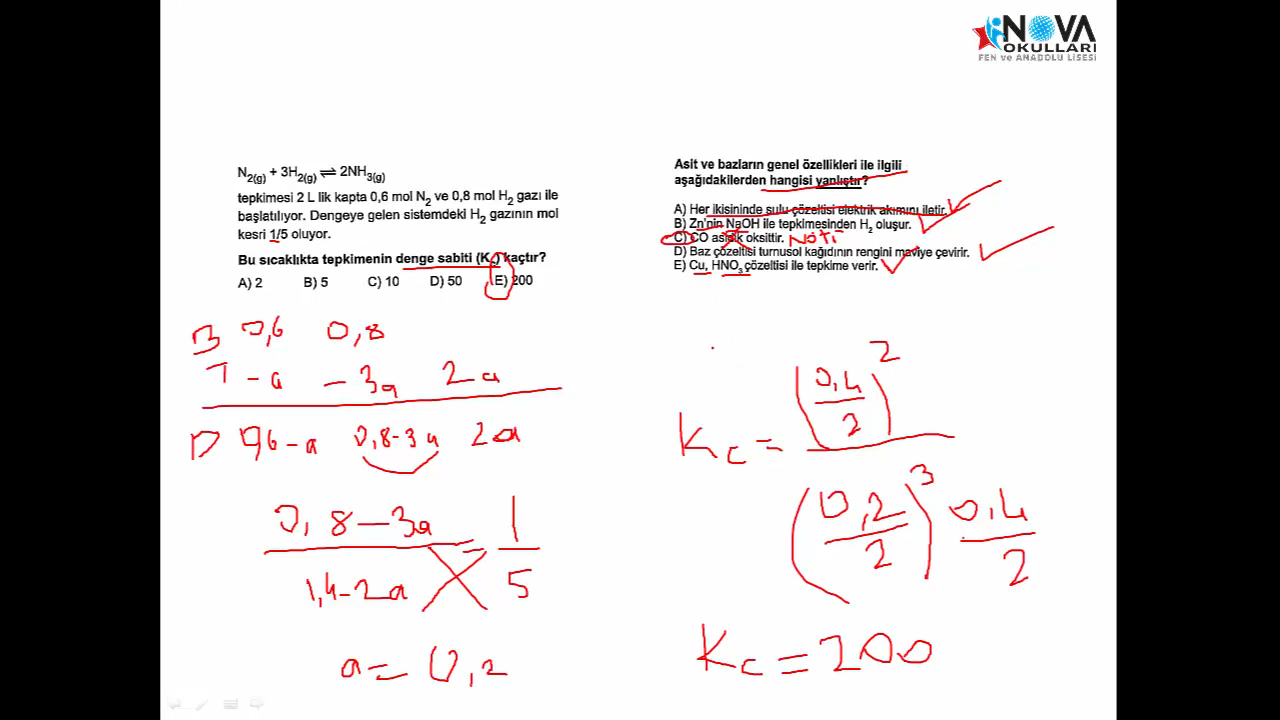 NOVA
OKULLARI
FEN ve ANADOLU LİSESİ
N2(g) + 3H2(g) ⇌ 2NH3(g)
tepkimesi 2 L lik kapta 0,6 mol N2 ve 0,8 mol H2 gazı ile
başlatılıyor. Dengeye gelen sistemdeki H2 gazının mol
kesri 1/5 oluyor.
Bu sıcaklıkta tepkimenin denge sabiti (Kc) kaçtır?
A) 2 B) 5 C) 10 D) 50 E) 200
B 0,6 0,8
T -a -3a 2a
D 0,6-a 0,8-3a 2a
0,8-3a = 1
1,4-2a 5
a = 0,2
Asit ve bazların genel özellikleri ile ilgili
aşağıdakilerden hangisi yanlıştır?
A) Her ikisininde sulu çözeltisi elektrik akımını iletir.
B) Zn'nin NaOH ile tepkimesinden H2 oluşur.
C) CO asidik oksittir. Nötr
D) Baz çözeltisi turnusol kağıdının rengini maviye çevirir.
E) Cu, HNO3 çözeltisi ile tepkime verir.
Kc = (0,4/2)^2
(0,2/2)^3 0,4/2
Kc = 200